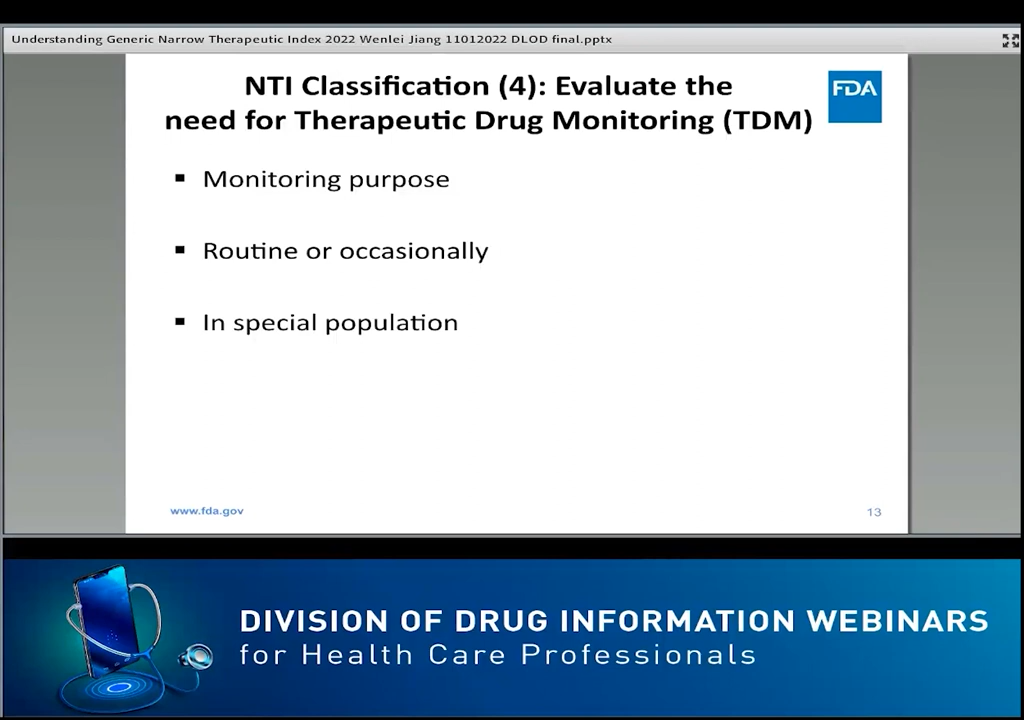 Understanding Generic Narrow Therapeutic Index 2022 Wenlei Jiang 11012022 DLOD final.pptx
NTI Classification (4): Evaluate the
need for Therapeutic Drug Monitoring (TDM)
FDA
▪ Monitoring purpose
▪ Routine or occasionally
▪ In special population
www.fda.gov
13
DIVISION OF DRUG INFORMATION WEBINARS
for Health Care Professionals